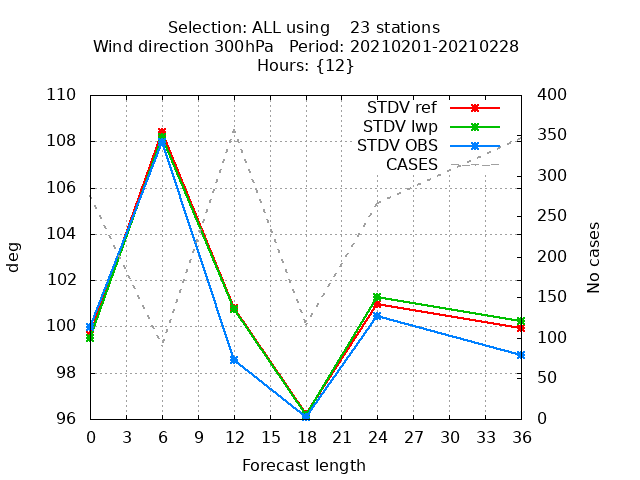 Selection: ALL using    23 stations
Wind direction 300hPa   Period: 20210201-20210228
Hours: {12}
110
108
106
104
102
100
98
96
deg
400
350
300
250
200
150
100
50
0
No cases
STDV ref
STDV lwp
STDV OBS
CASES
0 3 6 9 12 15 18 21 24 27 30 33 36
Forecast length